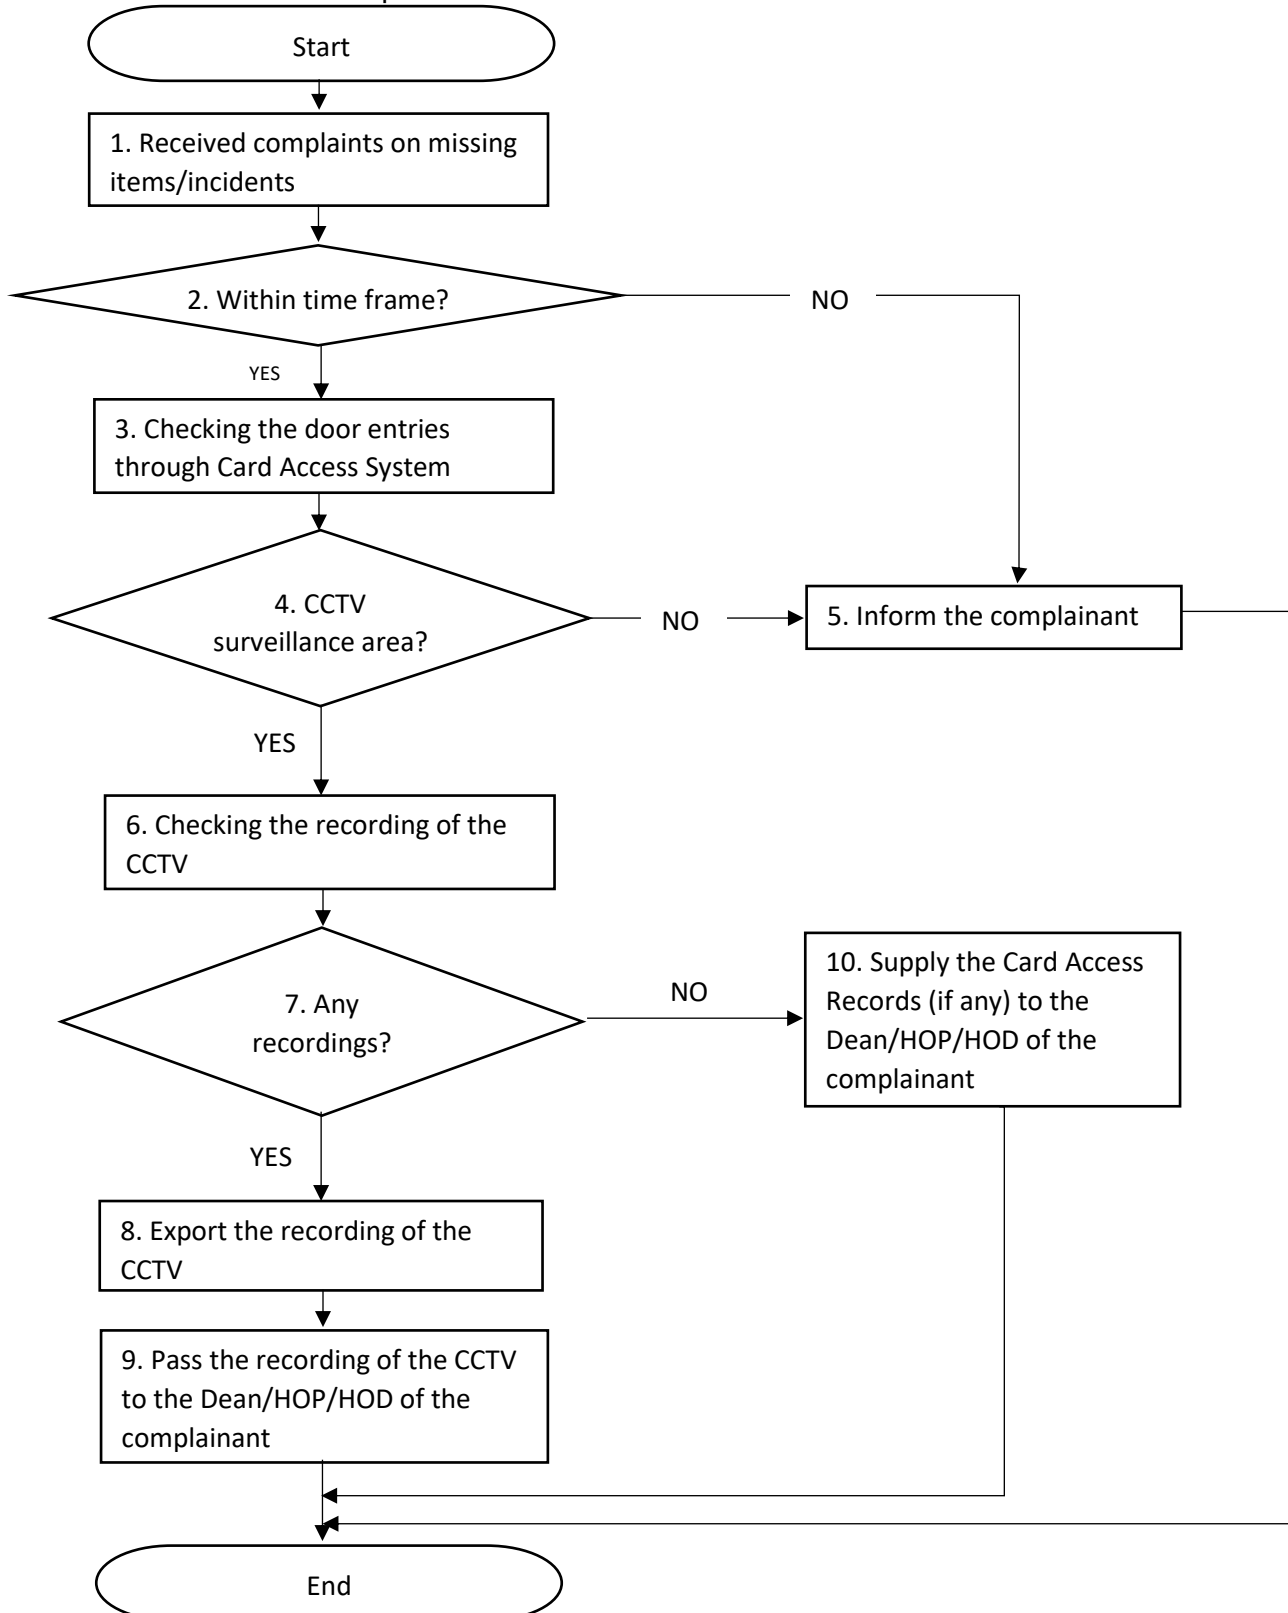 Start
1. Received complaints on missing
items/incidents
2. Within time frame?
NO
YES
3. Checking the door entries
through Card Access System
4. CCTV
surveillance area?
NO
5. Inform the complainant
YES
6. Checking the recording of the
CCTV
7. Any
recordings?
NO
10. Supply the Card Access
Records (if any) to the
Dean/HOP/HOD of the
complainant
YES
8. Export the recording of the
CCTV
9. Pass the recording of the CCTV
to the Dean/HOP/HOD of the
complainant
End